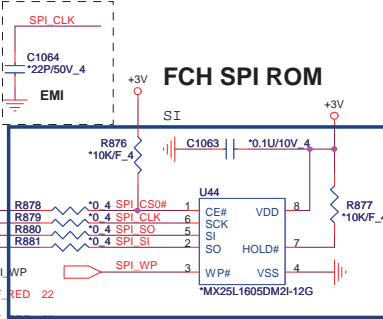 SPI_CLK
C1064
*22P/50V_4
EMI
+3V
FCH SPI ROM
+3V
SI
R876
*10K/F_4
C1063
*0.1U/10V_4
U44
R877
*10K/F_4
R878 *0_4 SPI_CS0# 1 CE# VDD 8
R879 *0_4 SPI_CLK 6 SCK
R880 *0_4 SPI_SO 5 SI
R881 *0_4 SPI_SI 2 SO HOLD# 7
I_WP SPI_WP 3 WP# VSS 4
*MX25L1605DM2I-12G
_RED 22